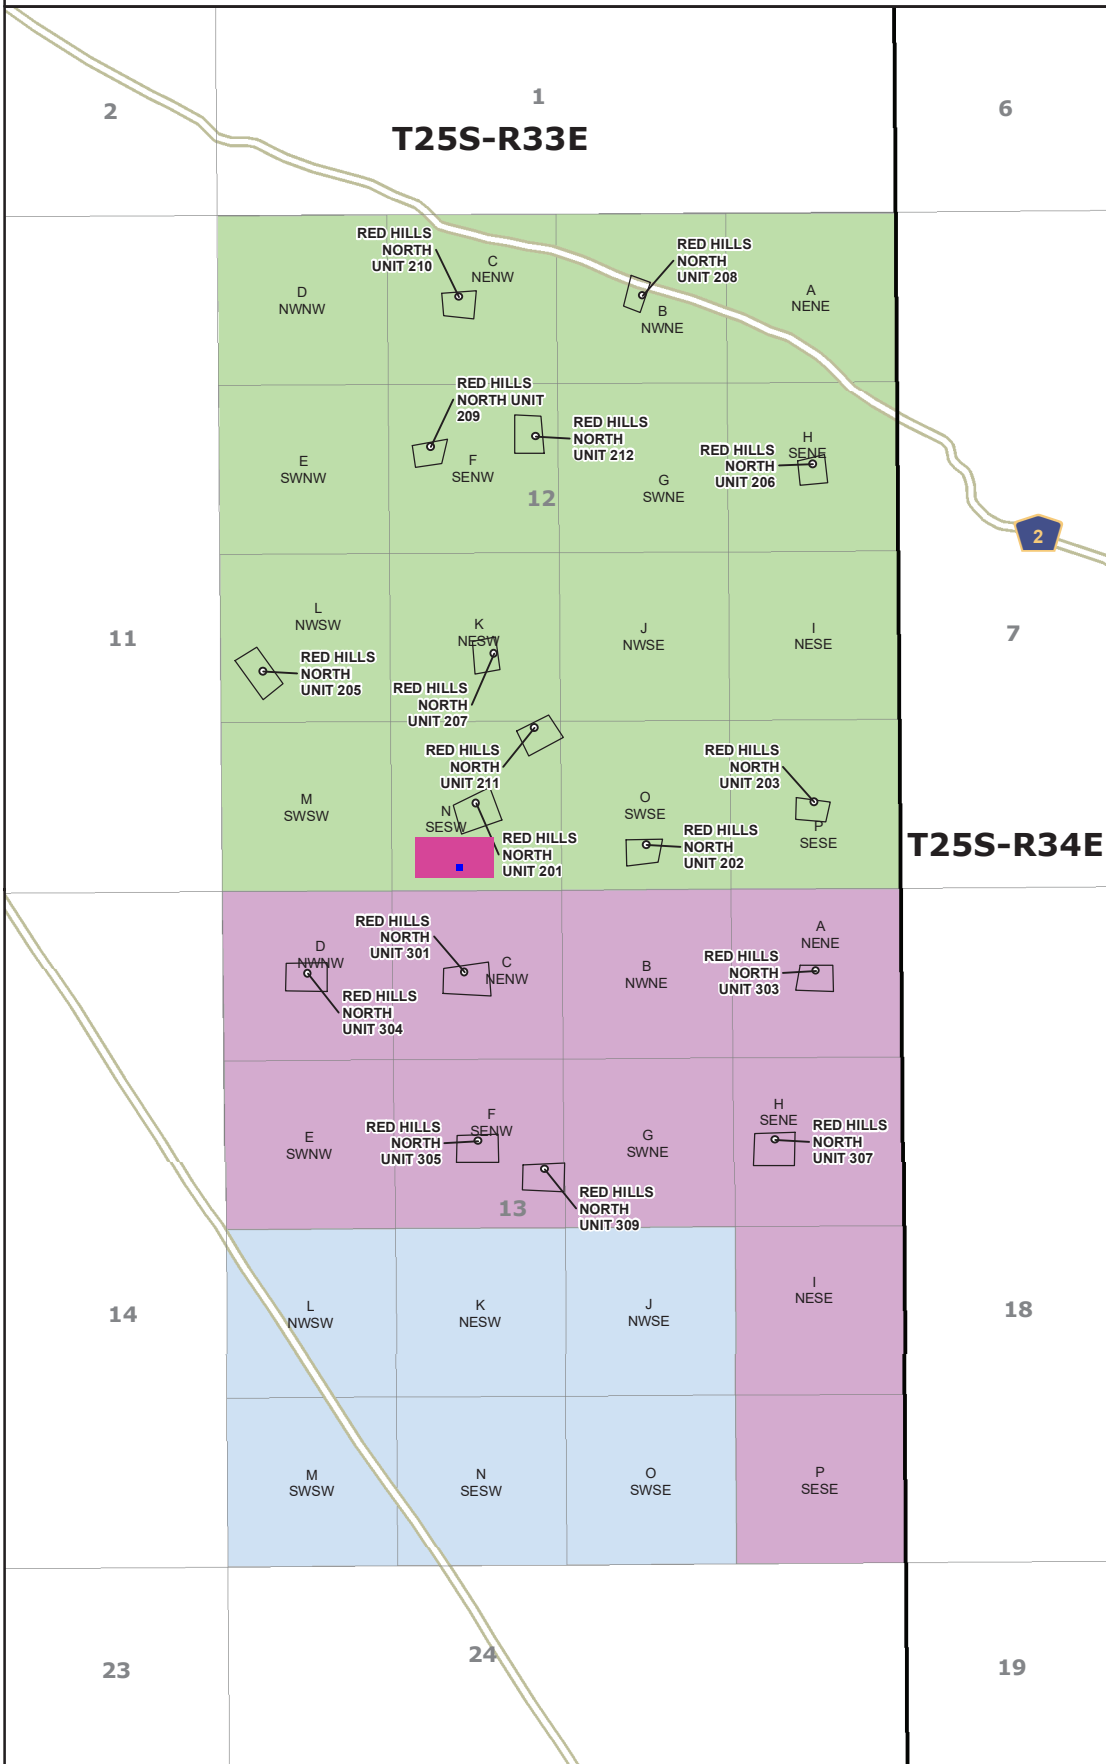 1
2
6
T25S-R33E
RED HILLS
NORTH
UNIT 210
C
NENW
RED HILLS
NORTH
UNIT 208
D
NWNW
B
NWNE
A
NENE
RED HILLS
NORTH UNIT
209
RED HILLS
NORTH
UNIT 212
RED HILLS
NORTH
UNIT 206
H
SENE
E
SWNW
F
SENW
G
SWNE
12
2
L
NWSW
K
NESW
J
NWSE
I
NESE
11
7
RED HILLS
NORTH
UNIT 205
RED HILLS
NORTH
UNIT 207
RED HILLS
NORTH
UNIT 211
RED HILLS
NORTH
UNIT 203
M
SWSW
N
SESW
O
SWSE
P
SESE
RED HILLS
NORTH
UNIT 201
RED HILLS
NORTH
UNIT 202
T25S-R34E
RED HILLS
NORTH
UNIT 301
D
NWNW
C
NENW
B
NWNE
A
NENE
RED HILLS
NORTH
UNIT 303
RED HILLS
NORTH
UNIT 304
RED HILLS
NORTH
UNIT 305
F
SENW
H
SENE
RED HILLS
NORTH
UNIT 307
E
SWNW
G
SWNE
RED HILLS
NORTH
UNIT 309
13
L
NWSW
K
NESW
J
NWSE
I
NESE
14
18
M
SWSW
N
SESW
O
SWSE
P
SESE
23
24
19